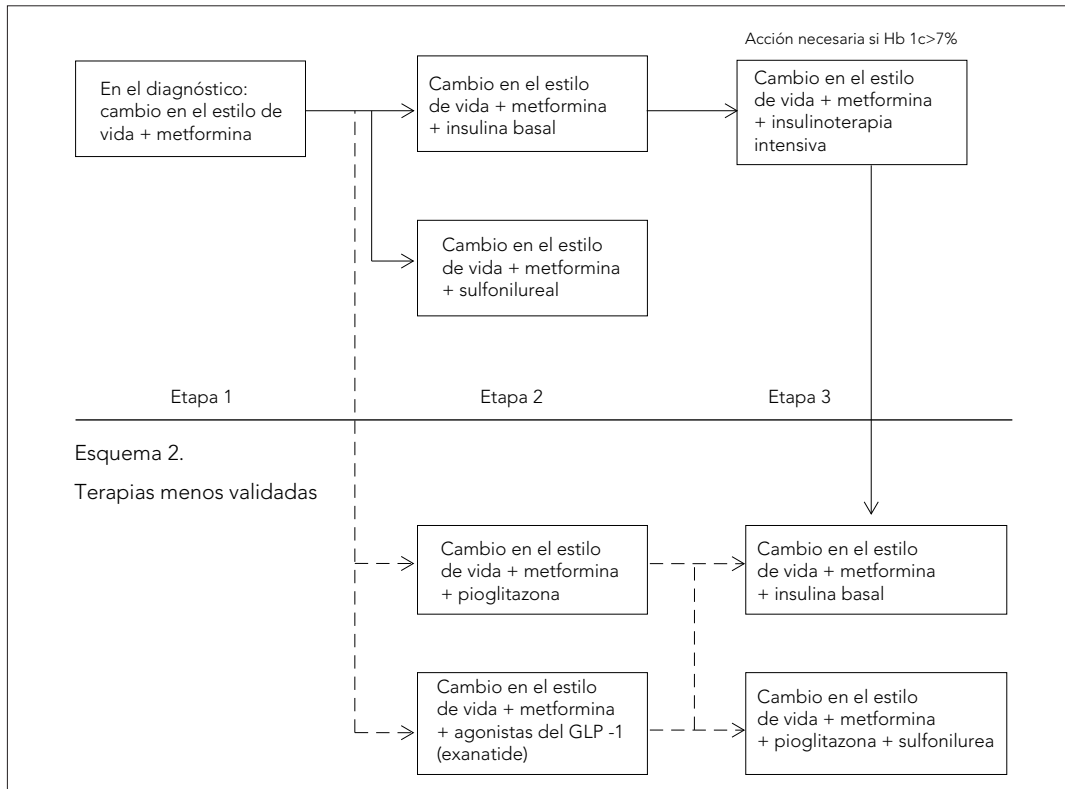 Acción necesaria si Hb 1c>7%
En el diagnóstico:
cambio en el estilo de
vida + metformina
Cambio en el estilo
de vida + metformina
+ insulina basal
Cambio en el estilo
de vida + metformina
+ insulinoterapia
intensiva
Cambio en el estilo
de vida + metformina
+ sulfonilureal
Etapa 1
Etapa 2
Etapa 3
Esquema 2.
Terapias menos validadas
Cambio en el estilo
de vida + metformina
+ pioglitazona
Cambio en el estilo
de vida + metformina
+ insulina basal
Cambio en el estilo
de vida + metformina
+ agonistas del GLP -1
(exanatide)
Cambio en el estilo
de vida + metformina
+ pioglitazona + sulfonilurea